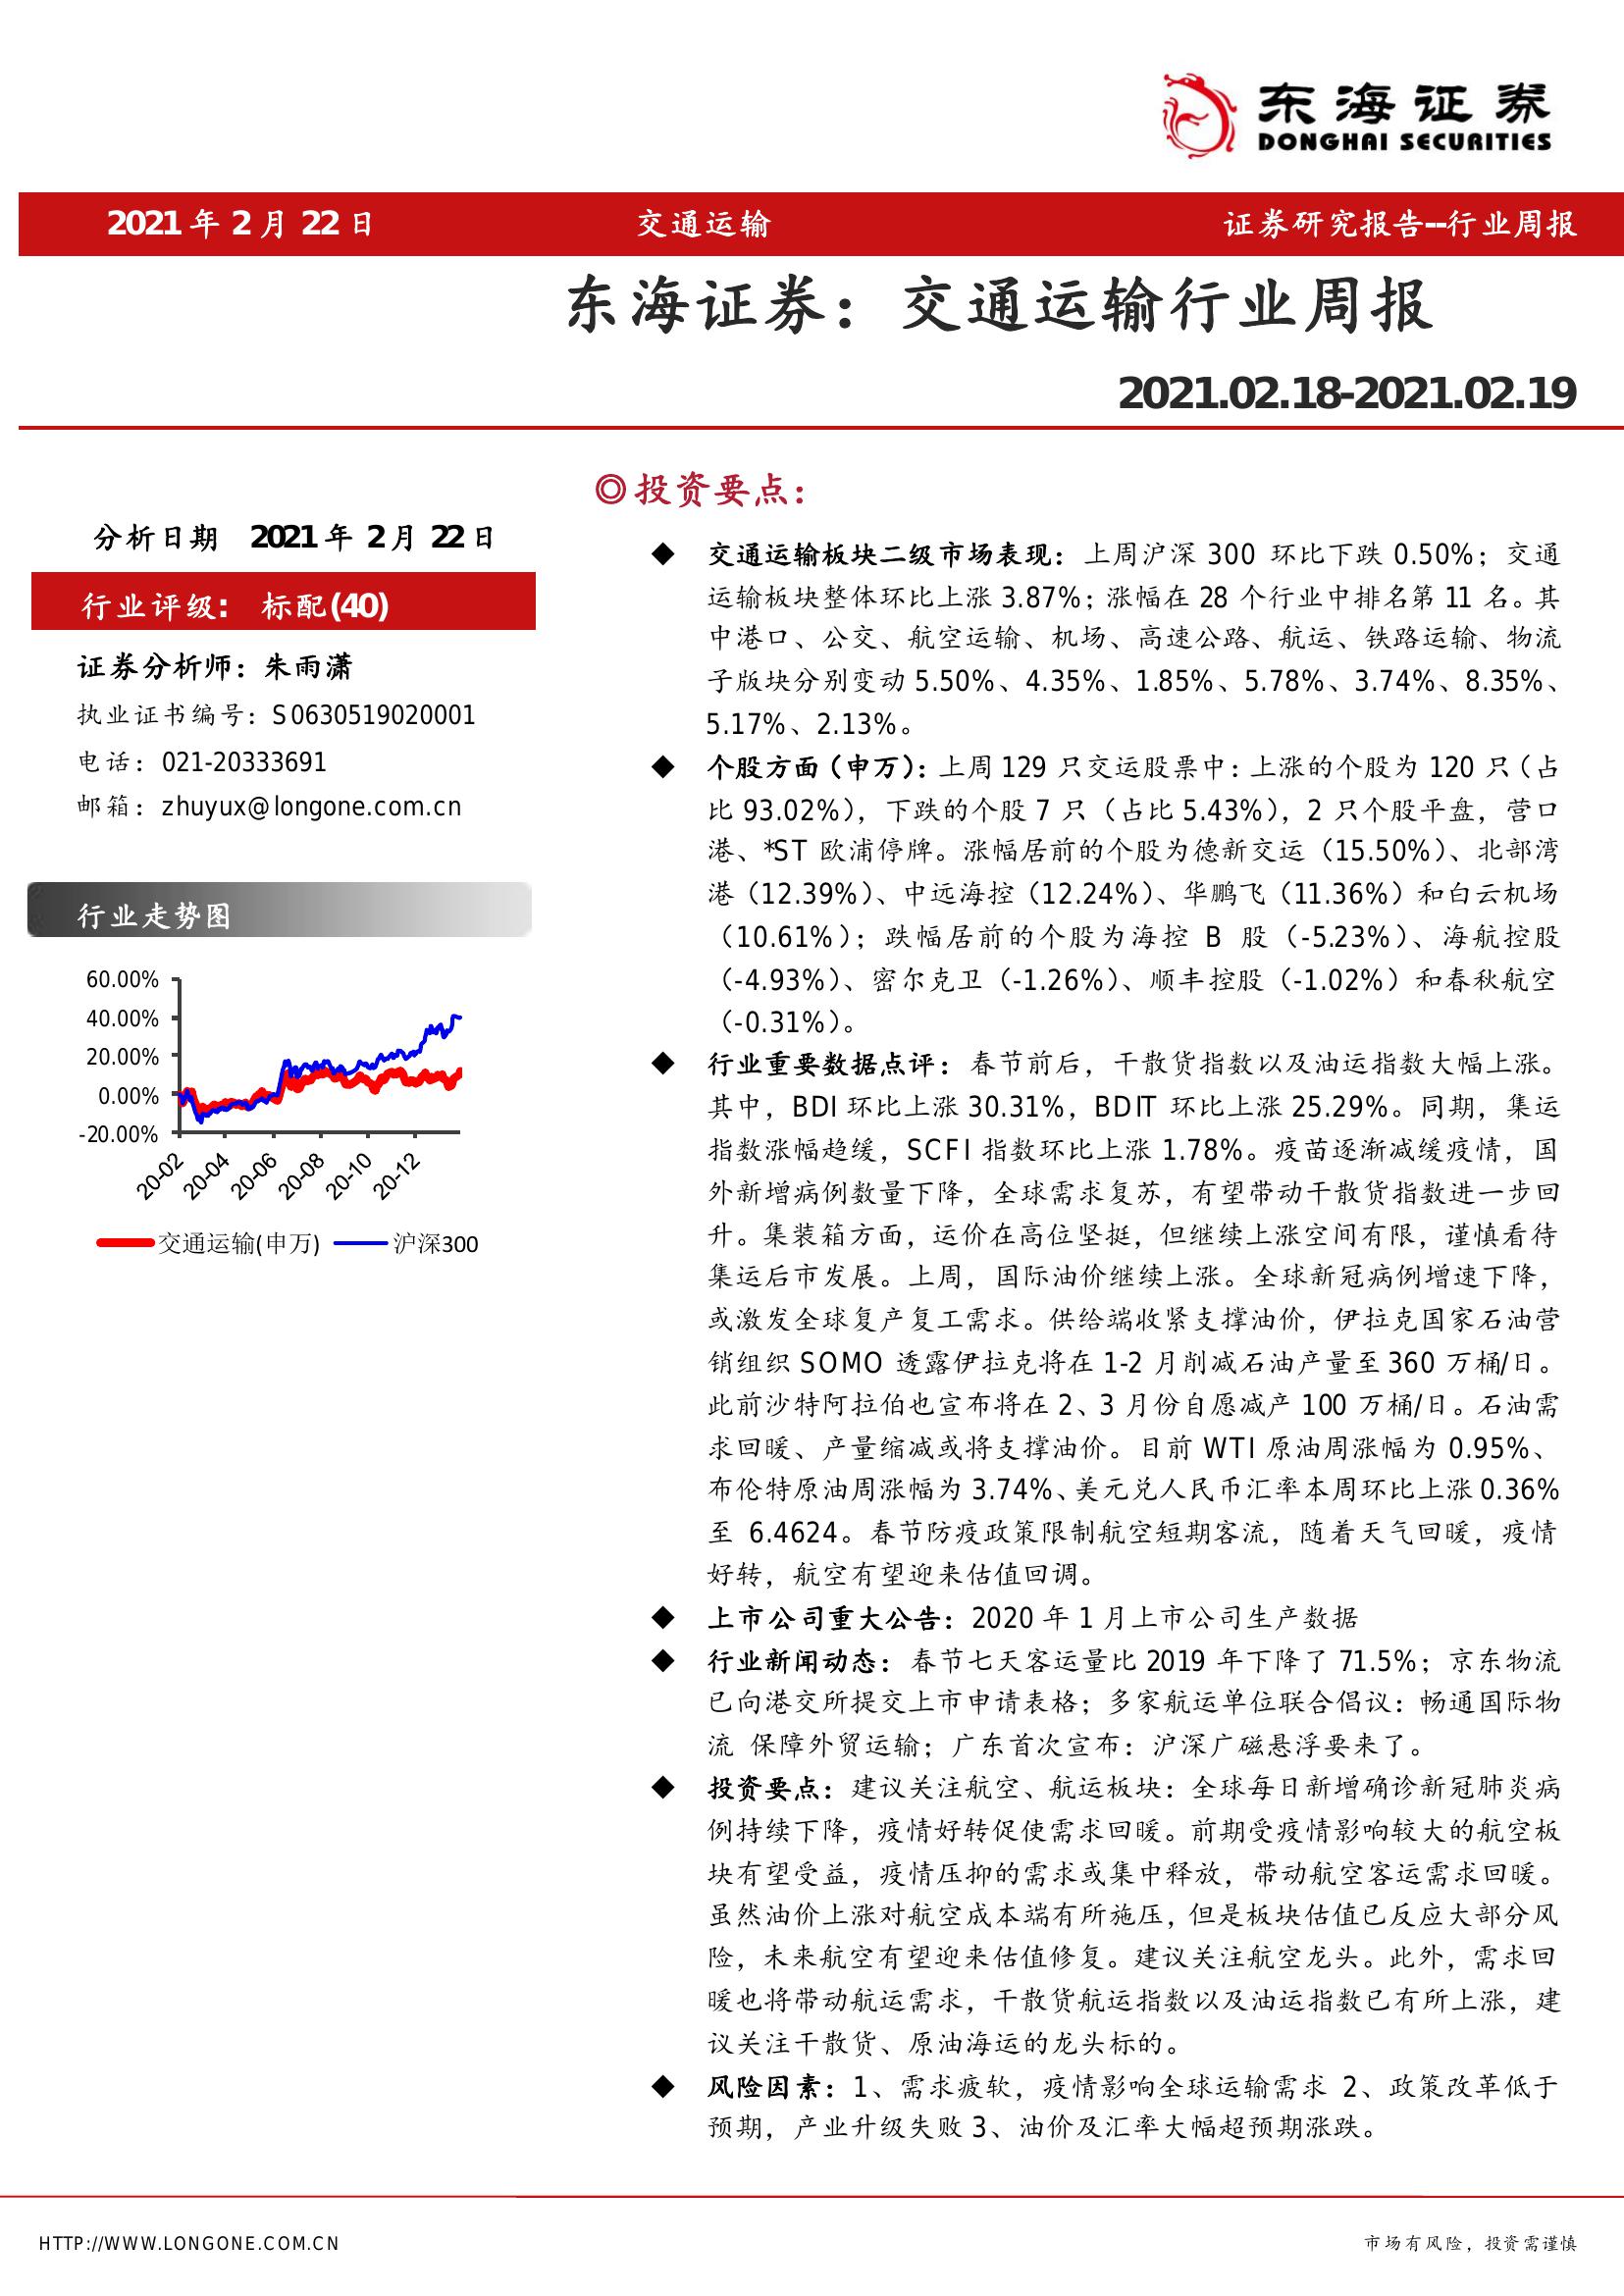 东海证券
DONGHAI SECURITIES
2021 年 2 月 22 日 交通运输 证券研究报告--行业周报
东海证券：交通运输行业周报
2021.02.18-2021.02.19
分析日期 2021 年 2 月 22 日
行业评级： 标配(40)
证券分析师：朱雨潇
执业证书编号：S0630519020001
电话：021-20333691
邮箱：zhuyux@longone.com.cn
行业走势图
60.00%
40.00%
20.00%
0.00%
-20.00%
20-02 20-04 20-06 20-08 20-10 20-12
交通运输(申万) 沪深300
◎投资要点：
◆ 交通运输板块二级市场表现：上周沪深 300 环比下跌 0.50%；交通
运输板块整体环比上涨 3.87%；涨幅在 28 个行业中排名第 11 名。其
中港口、公交、航空运输、机场、高速公路、航运、铁路运输、物流
子版块分别变动 5.50%、4.35%、1.85%、5.78%、3.74%、8.35%、
5.17%、2.13%。
◆ 个股方面（申万）：上周 129 只交运股票中：上涨的个股为 120 只（占
比 93.02%），下跌的个股 7 只（占比 5.43%），2 只个股平盘，营口
港、*ST 欧浦停牌。涨幅居前的个股为德新交运（15.50%）、北部湾
港（12.39%）、中远海控（12.24%）、华鹏飞（11.36%）和白云机场
（10.61%）；跌幅居前的个股为海控 B 股（-5.23%）、海航控股
（-4.93%）、密尔克卫（-1.26%）、顺丰控股（-1.02%）和春秋航空
（-0.31%）。
◆ 行业重要数据点评：春节前后，干散货指数以及油运指数大幅上涨。
其中，BDI 环比上涨 30.31%，BDIT 环比上涨 25.29%。同期，集运
指数涨幅趋缓，SCFI 指数环比上涨 1.78%。疫苗逐渐减缓疫情，国
外新增病例数量下降，全球需求复苏，有望带动干散货指数进一步回
升。集装箱方面，运价在高位坚挺，但继续上涨空间有限，谨慎看待
集运后市发展。上周，国际油价继续上涨。全球新冠病例增速下降，
或激发全球复产复工需求。供给端收紧支撑油价，伊拉克国家石油营
销组织 SOMO 透露伊拉克将在 1-2 月削减石油产量至 360 万桶/日。
此前沙特阿拉伯也宣布将在 2、3 月份自愿减产 100 万桶/日。石油需
求回暖、产量缩减或将支撑油价。目前 WTI 原油周涨幅为 0.95%、
布伦特原油周涨幅为 3.74%、美元兑人民币汇率本周环比上涨 0.36%
至 6.4624。春节防疫政策限制航空短期客流，随着天气回暖，疫情
好转，航空有望迎来估值回调。
◆ 上市公司重大公告：2020 年 1 月上市公司生产数据
◆ 行业新闻动态：春节七天客运量比 2019 年下降了 71.5%；京东物流
已向港交所提交上市申请表格；多家航运单位联合倡议：畅通国际物
流 保障外贸运输；广东首次宣布：沪深广磁悬浮要来了。
◆ 投资要点：建议关注航空、航运板块：全球每日新增确诊新冠肺炎病
例持续下降，疫情好转促使需求回暖。前期受疫情影响较大的航空板
块有望受益，疫情压抑的需求或集中释放，带动航空客运需求回暖。
虽然油价上涨对航空成本端有所施压，但是板块估值已反应大部分风
险，未来航空有望迎来估值修复。建议关注航空龙头。此外，需求回
暖也将带动航运需求，干散货航运指数以及油运指数已有所上涨，建
议关注干散货、原油海运的龙头标的。
◆ 风险因素：1、需求疲软，疫情影响全球运输需求 2、政策改革低于
预期，产业升级失败 3、油价及汇率大幅超预期涨跌。
HTTP://WWW.LONGONE.COM.CN 市场有风险，投资需谨慎